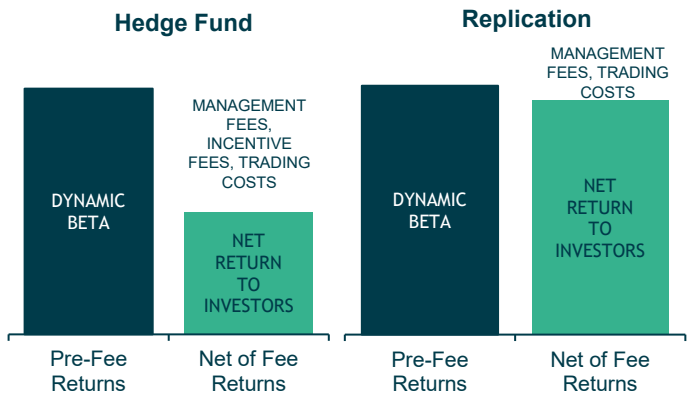 Hedge Fund
MANAGEMENT
FEES,
INCENTIVE
FEES, TRADING
COSTS
DYNAMIC
BETA
NET
RETURN
TO
INVESTORS
Pre-Fee
Returns
Net of Fee
Returns
Replication
MANAGEMENT
FEES, TRADING
COSTS
DYNAMIC
BETA
NET
RETURN
TO
INVESTORS
Pre-Fee
Returns
Net of Fee
Returns